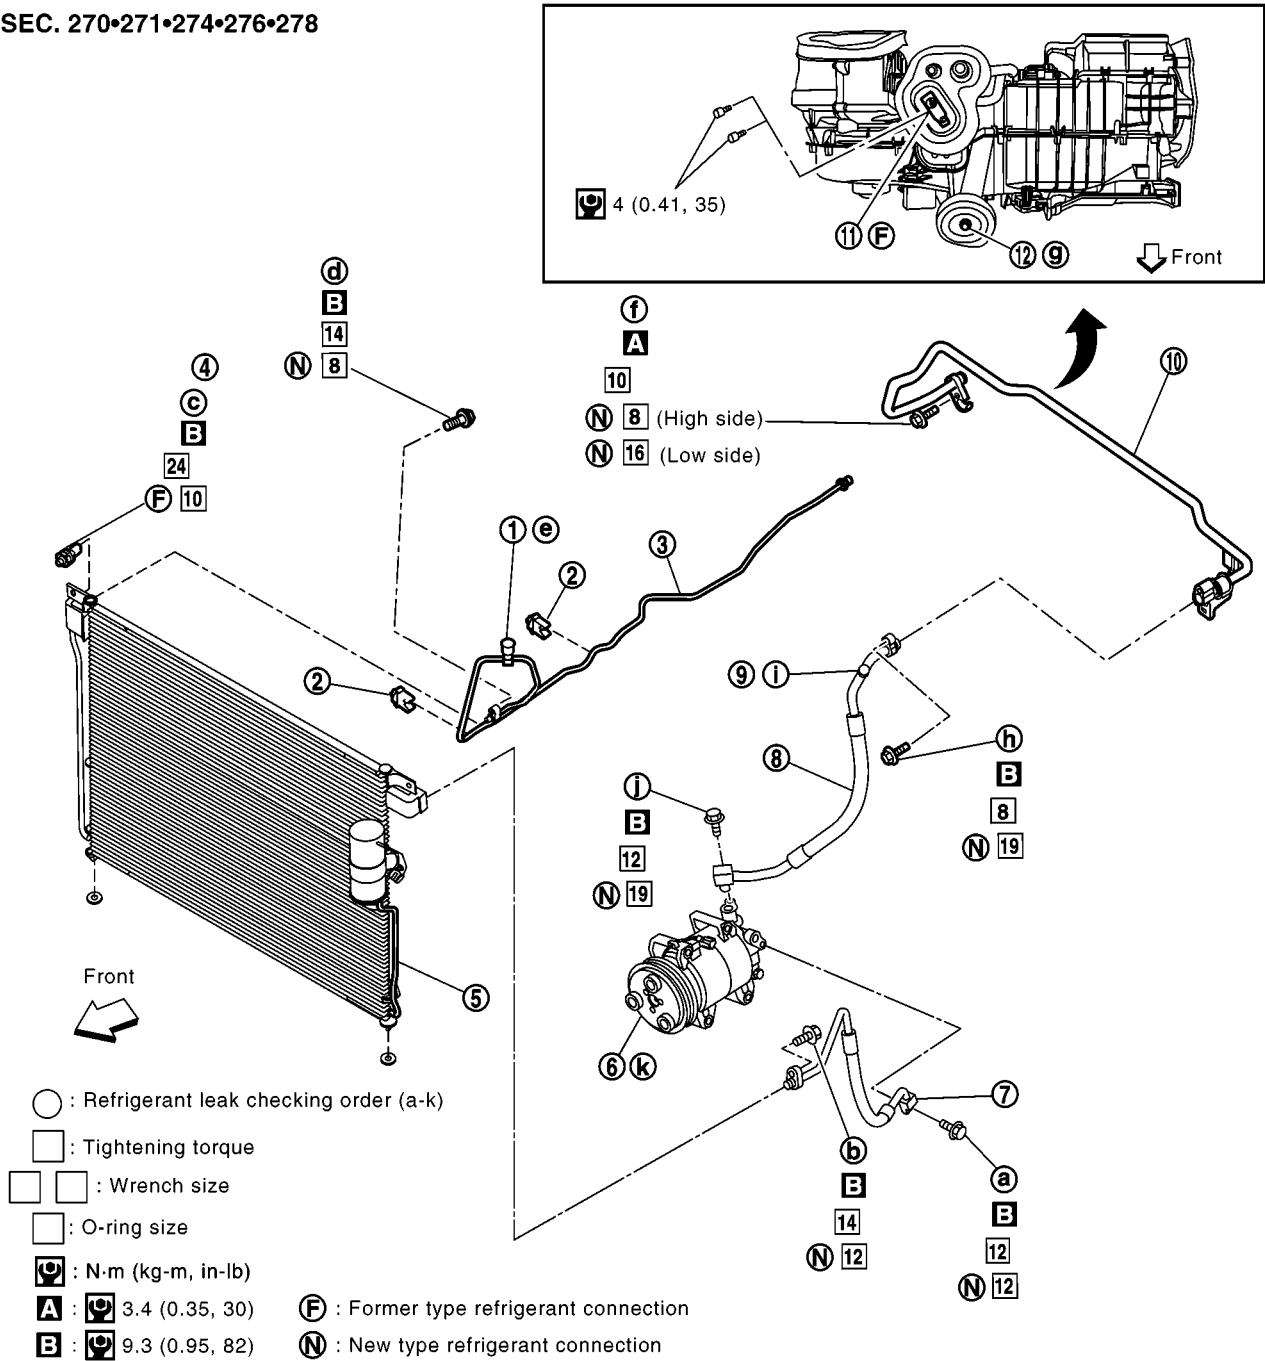 SEC. 270•271•274•276•278
4 (0.41, 35)
11 F
12 g
Front
d
B
14
N 8
f
A
10
N 8 (High side)
N 16 (Low side)
4
c
B
24
F 10
10
1 e
3
2
2
9 i
h
B
8
N 19
8
j
B
12
N 19
Front
5
6 k
7
b
B
14
N 12
a
B
12
N 12
: Refrigerant leak checking order (a-k)
: Tightening torque
: Wrench size
: O-ring size
: N·m (kg-m, in-lb)
A : 3.4 (0.35, 30) F : Former type refrigerant connection
B : 9.3 (0.95, 82) N : New type refrigerant connection